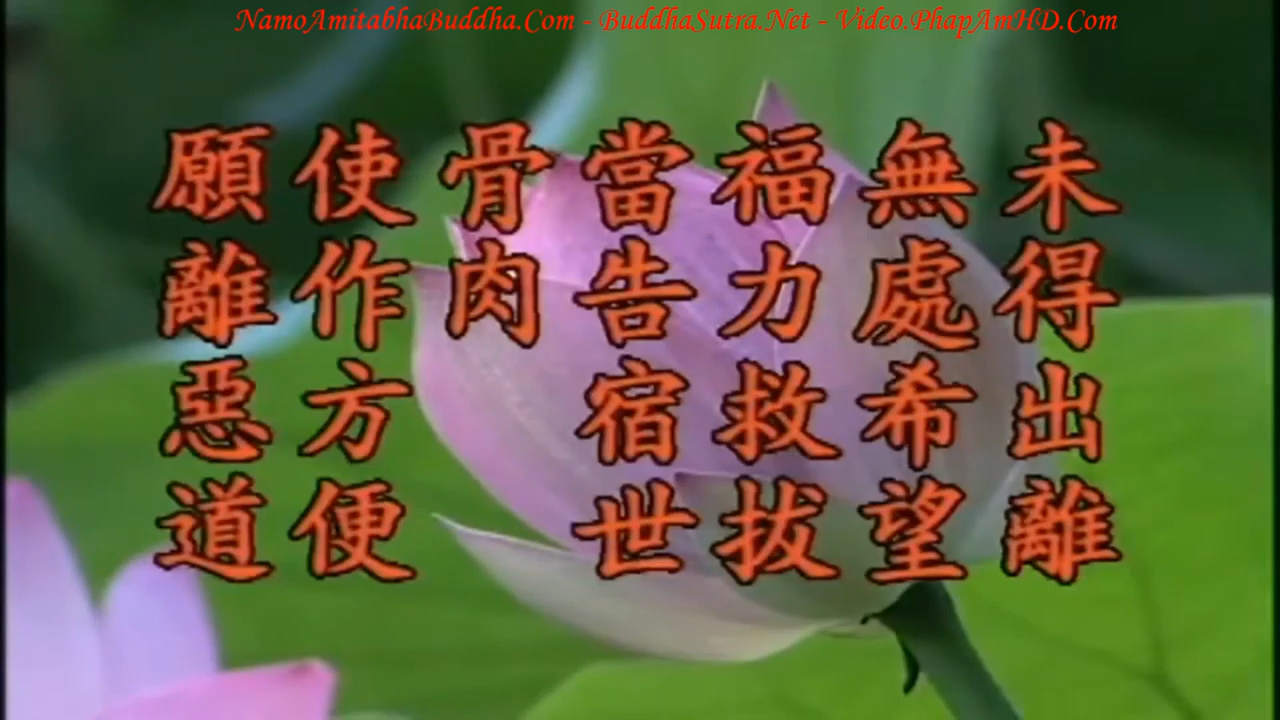 NamoAmitabhaBuddha.Com - BuddhaSutra.Net - Video.PhapAmHD.Com
未得出離
無處希望
福力救拔
當告宿世
骨肉
使作方便
願離惡道